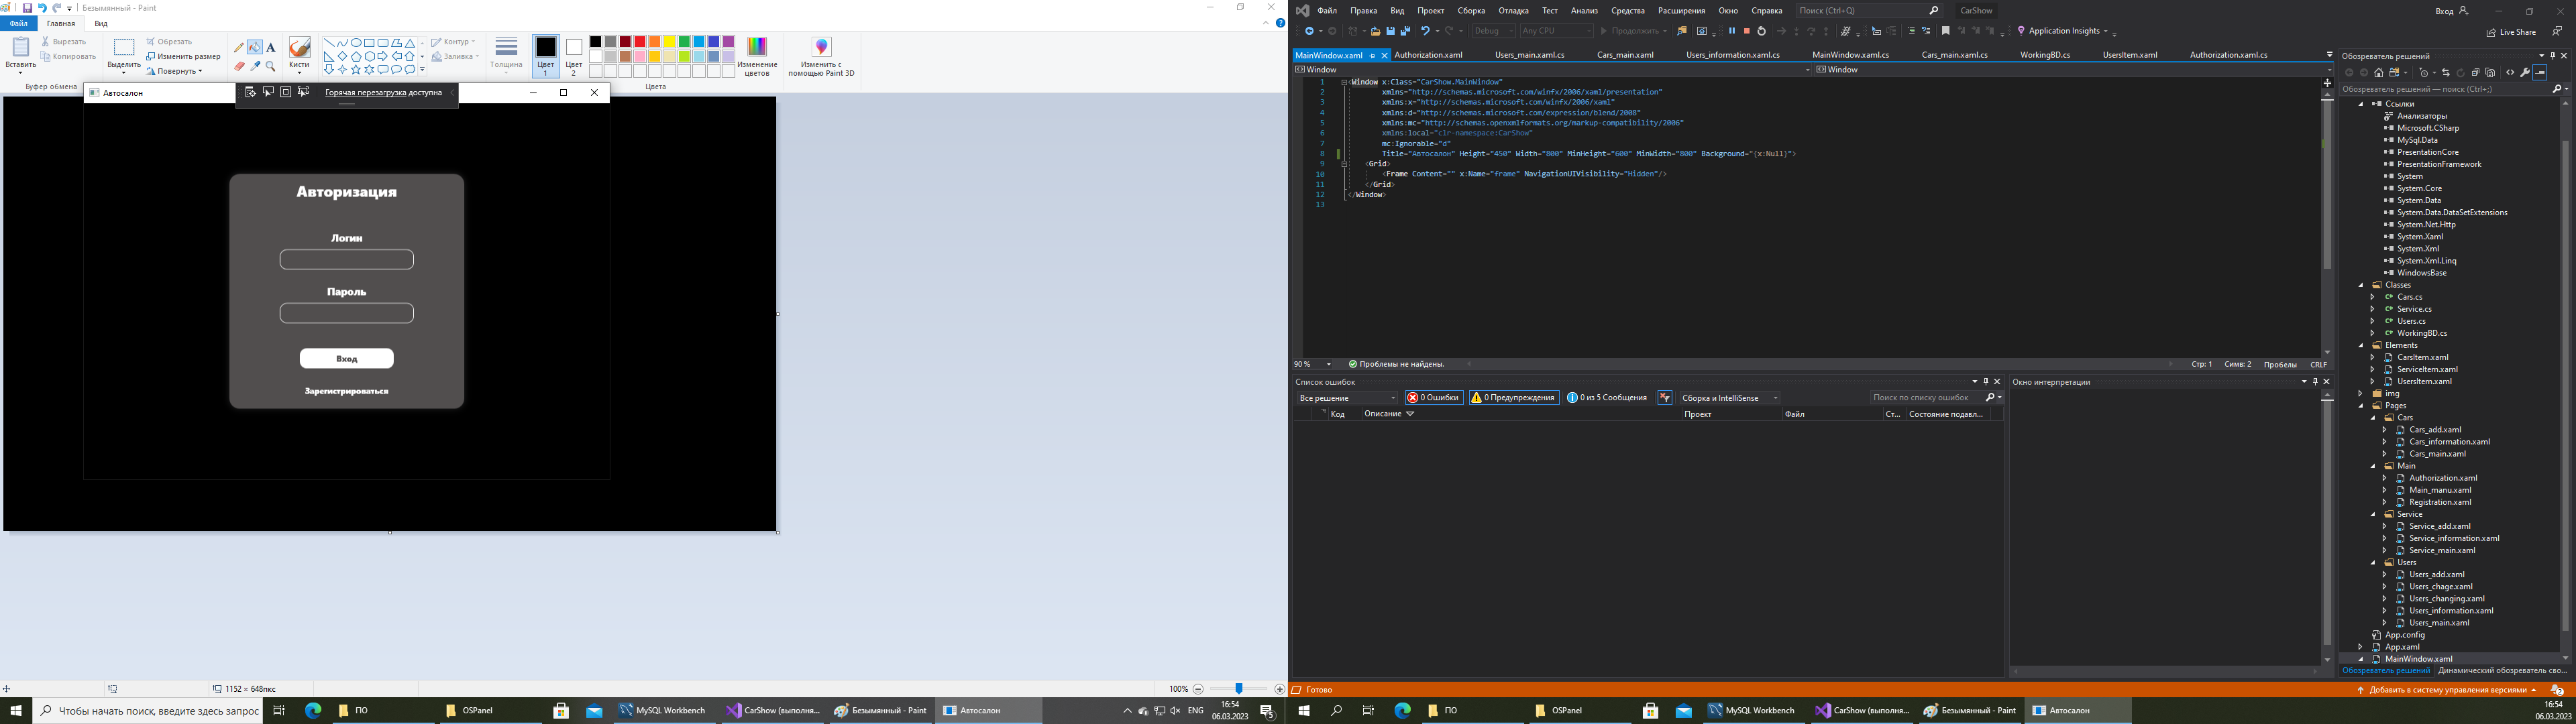 Безымянный - Paint
Файл
Главная
Вид
Вставить
Вырезать
Копировать
Буфер обмена
Выделить
Обрезать
Изменить размер
Повернуть
Кисти
Контур
Заливка
Толщина
Цвет 1
Цвет 2
Цвета
Изменение цветов
Изменить с помощью Paint 3D
Автосалон
Горячая перезагрузка доступна
Авторизация
Логин
Пароль
Вход
Зарегистрироваться
1152 × 648пкс
100%
Чтобы начать поиск, введите здесь запрос
ПО
OSPanel
MySQL Workbench
CarShow (выполня...
Безымянный - Paint
Автосалон
ENG
16:54
06.03.2023
Файл Правка Вид Проект Сборка Отладка Тест Анализ Средства Расширения Окно Справка
Поиск (Ctrl+Q)
CarShow
Вход
Debug
Any CPU
Продолжить
Application Insights
Live Share
MainWindow.xaml
Authorization.xaml
Users_main.xaml.cs
Cars_main.xaml
Users_information.xaml.cs
MainWindow.xaml.cs
Cars_main.xaml.cs
WorkingBD.cs
UsersItem.xaml
Authorization.xaml.cs
Window
Window
1 <Window x:Class="CarShow.MainWindow"
2 xmlns="http://schemas.microsoft.com/winfx/2006/xaml/presentation"
3 xmlns:x="http://schemas.microsoft.com/winfx/2006/xaml"
4 xmlns:d="http://schemas.microsoft.com/expression/blend/2008"
5 xmlns:mc="http://schemas.openxmlformats.org/markup-compatibility/2006"
6 xmlns:local="clr-namespace:CarShow"
7 mc:Ignorable="d"
8 Title="Автосалон" Height="450" Width="800" MinHeight="600" MinWidth="800" Background="{x:Null}">
9 <Grid>
10 <Frame Content="" x:Name="frame" NavigationUIVisibility="Hidden"/>
11 </Grid>
12 </Window>
13
90 %
Проблемы не найдены.
Стр: 1
Симв: 2
Пробелы
CRLF
Список ошибок
Все решение
0 Ошибки
0 Предупреждения
0 из 5 Сообщения
Сборка и IntelliSense
Поиск по списку ошибок
Код
Описание
Проект
Файл
Ст...
Состояние подавл...
Окно интерпретации
Обозреватель решений
Обозреватель решений — поиск (Ctrl+;)
Ссылки
Анализаторы
Microsoft.CSharp
MySql.Data
PresentationCore
PresentationFramework
System
System.Core
System.Data
System.Data.DataSetExtensions
System.Net.Http
System.Xaml
System.Xml
System.Xml.Linq
WindowsBase
Classes
Cars.cs
Service.cs
Users.cs
WorkingBD.cs
Elements
CarsItem.xaml
ServiceItem.xaml
UsersItem.xaml
img
Pages
Cars
Cars_add.xaml
Cars_information.xaml
Cars_main.xaml
Main
Authorization.xaml
Main_manu.xaml
Registration.xaml
Service
Service_add.xaml
Service_information.xaml
Service_main.xaml
Users
Users_add.xaml
Users_chage.xaml
Users_changing.xaml
Users_information.xaml
Users_main.xaml
App.config
App.xaml
MainWindow.xaml
Обозреватель решений
Динамический обозреватель сво...
Готово
Добавить в систему управления версиями
ПО
OSPanel
MySQL Workbench
CarShow (выполня...
Безымянный - Paint
Автосалон
16:54
06.03.2023